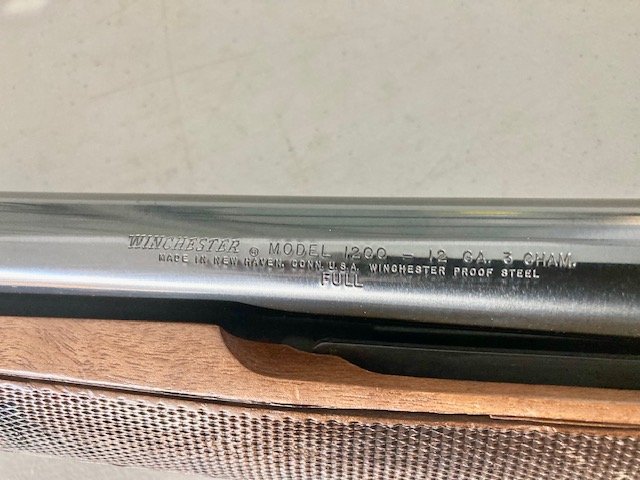 WINCHESTER ® MODEL 1200 – 12 GA. 3 CHAM.
MADE IN NEW HAVEN, CONN. U.S.A. WINCHESTER PROOF STEEL
FULL